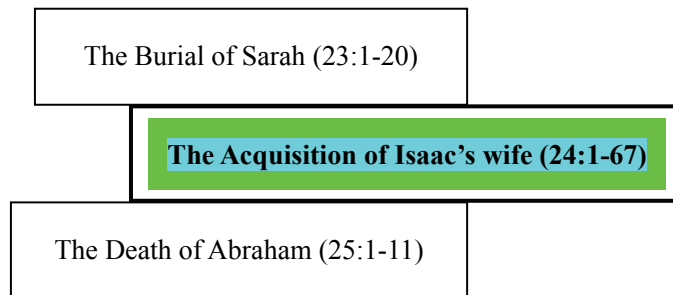 The Burial of Sarah (23:1-20)
The Acquisition of Isaac’s wife (24:1-67)
The Death of Abraham (25:1-11)